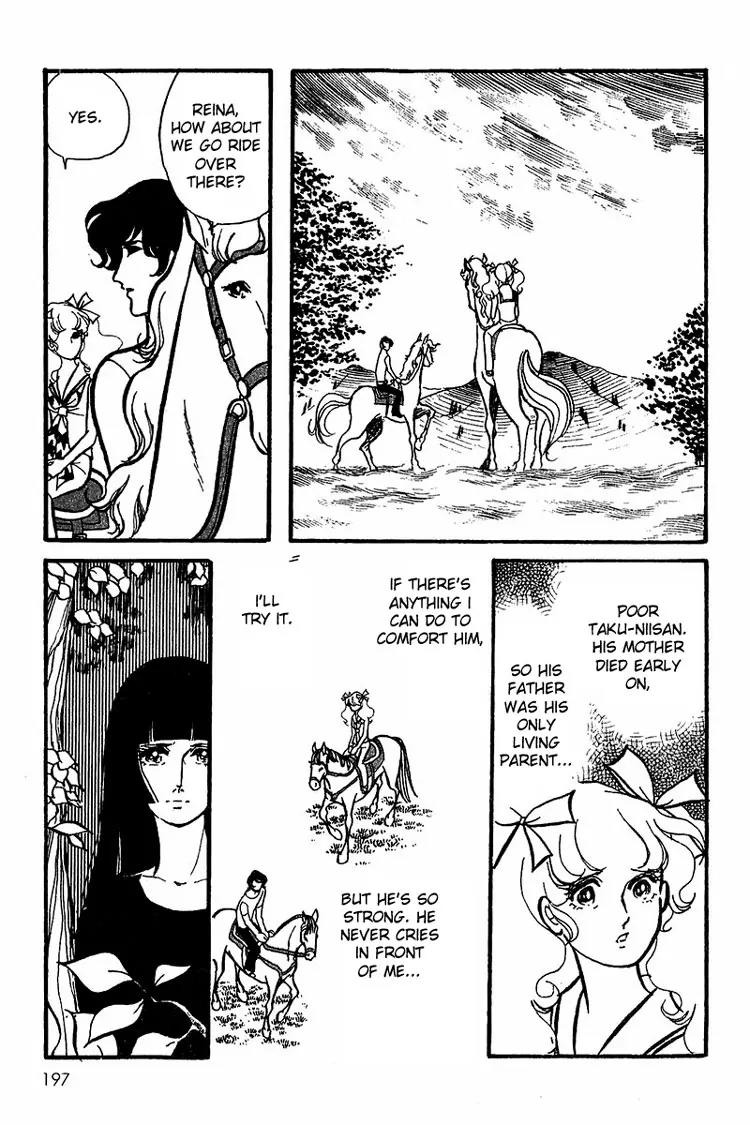 REINA,
HOW ABOUT
WE GO RIDE
OVER
THERE?
YES.
POOR
TAKU-NIISAN.
HIS MOTHER
DIED EARLY
ON,
SO HIS
FATHER
WAS HIS
ONLY
LIVING
PARENT...
IF THERE'S
ANYTHING I
CAN DO TO
COMFORT HIM,
I'LL
TRY IT.
BUT HE'S SO
STRONG. HE
NEVER CRIES
IN FRONT
OF ME...
197